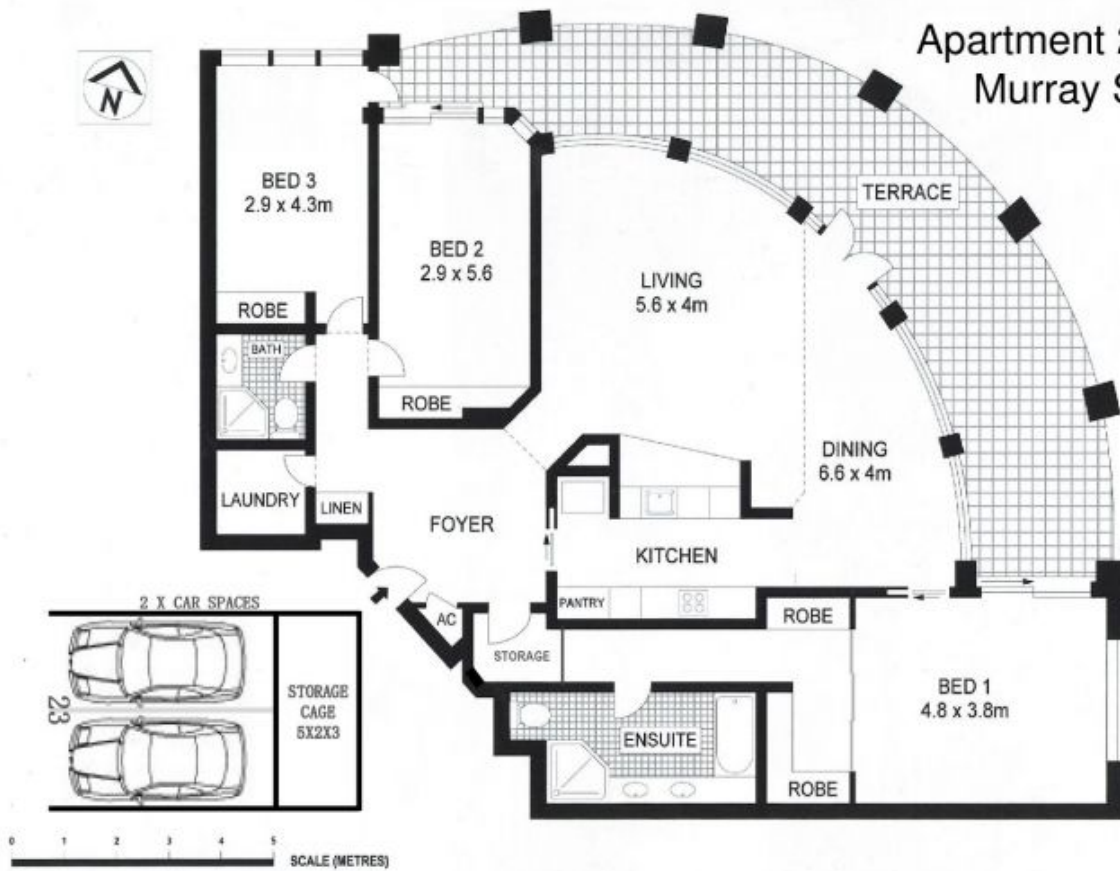 Apartment 2
Murray S
N
BED 3
2.9 x 4.3m
BED 2
2.9 x 5.6
TERRACE
LIVING
5.6 x 4m
ROBE
BATH
ROBE
DINING
6.6 x 4m
LAUNDRY
LINEN
FOYER
KITCHEN
PANTRY
2 X CAR SPACES
AC
ROBE
STORAGE
BED 1
4.8 x 3.8m
23
STORAGE
CAGE
5X2X3
ENSUITE
ROBE
0 1 2 3 4 5
SCALE (METRES)